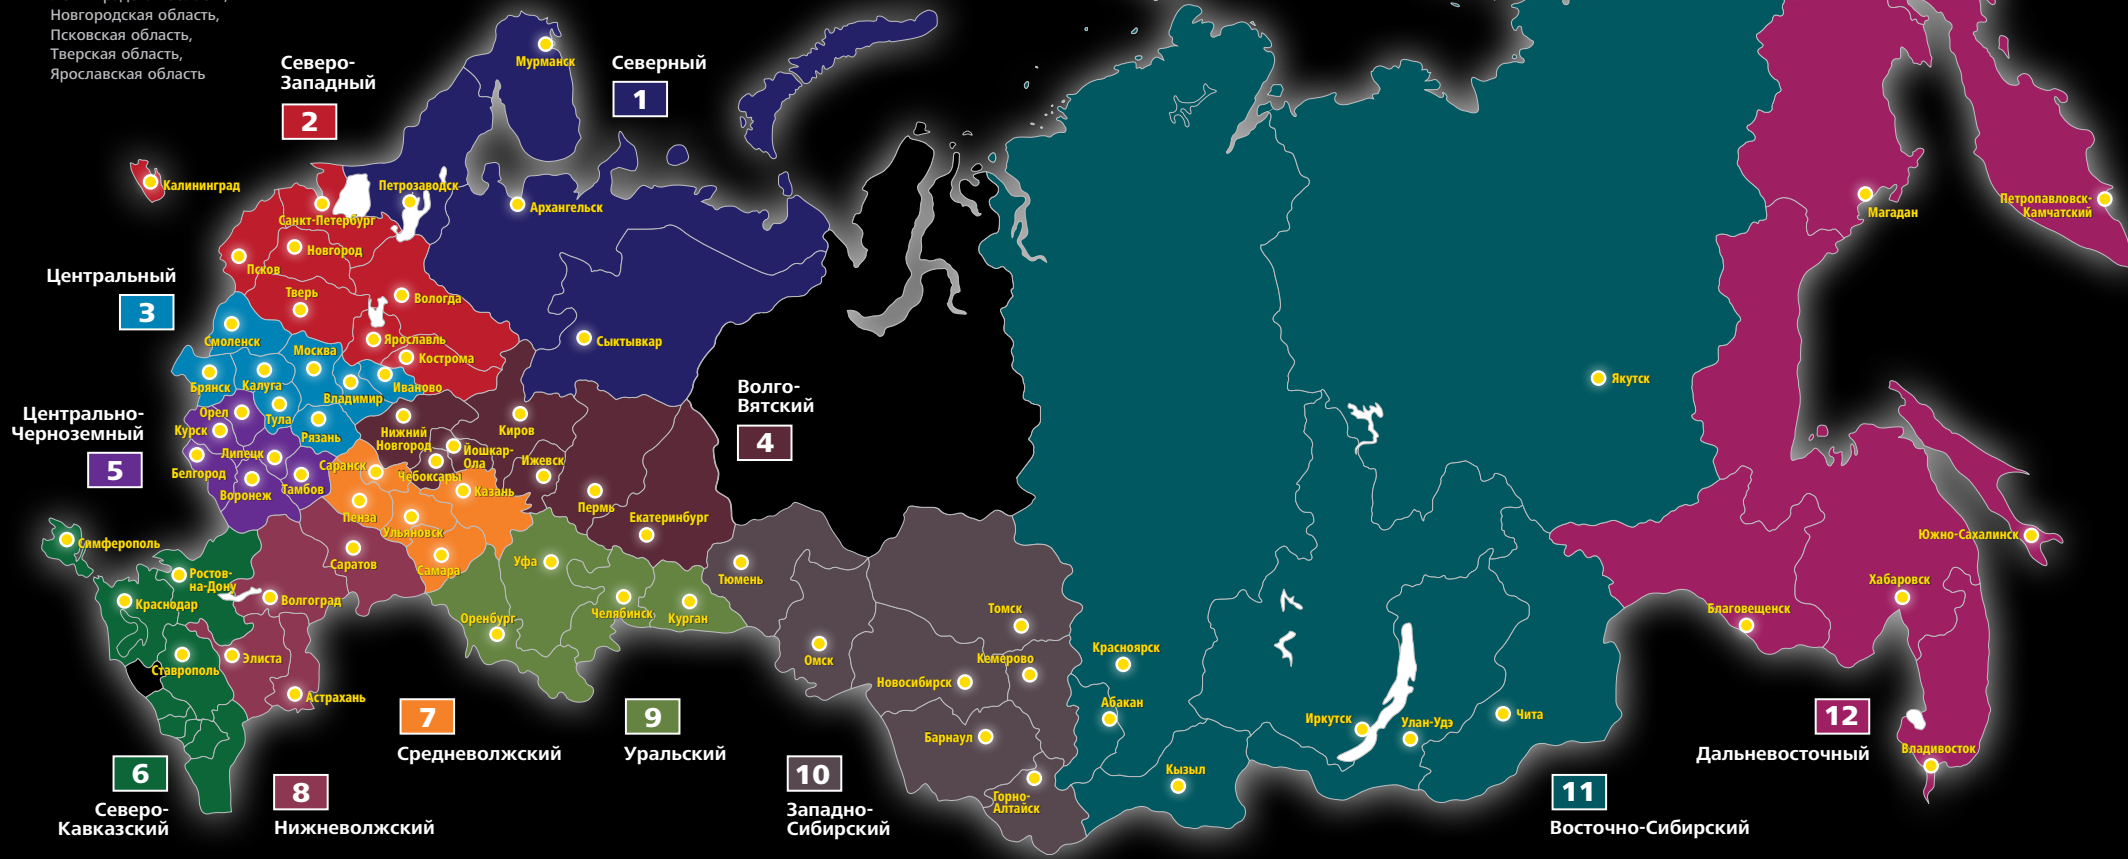 Новгородская область,
Псковская область,
Тверская область,
Ярославская область
Северо-
Западный
2
Северный
1
Центральный
3
Центрально-
Черноземный
5
Волго-
Вятский
4
6
Северо-
Кавказский
8
Нижневолжский
7
Средневолжский
9
Уральский
10
Западно-
Сибирский
11
Восточно-Сибирский
12
Дальневосточный
Мурманск
Калининград
Петрозаводск
Архангельск
Санкт-Петербург
Новгород
Псков
Тверь
Вологда
Сыктывкар
Ярославль
Кострома
Смоленск
Москва
Брянск
Калуга
Иваново
Владимир
Орел
Тула
Курск
Рязань
Нижний
Новгород
Киров
Йошкар-
Ола
Белгород
Липецк
Саранск
Чебоксары
Ижевск
Воронеж
Тамбов
Казань
Пенза
Пермь
Ульяновск
Екатеринбург
Симферополь
Саратов
Самара
Уфа
Тюмень
Ростов-
на-Дону
Краснодар
Волгоград
Оренбург
Челябинск
Курган
Ставрополь
Элиста
Астрахань
Омск
Томск
Кемерово
Новосибирск
Барнаул
Горно-
Алтайск
Красноярск
Абакан
Кызыл
Иркутск
Улан-Удэ
Чита
Якутск
Магадан
Петропавловск-
Камчатский
Южно-Сахалинск
Хабаровск
Благовещенск
Владивосток